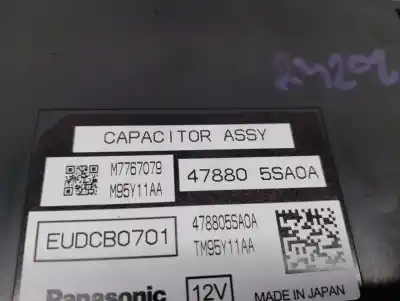 CAPACITOR ASSY
M7767079
M95Y11AA
47880 5SA0A
EUDCB0701
478805SA0A
TM95Y11AA
Panasonic
12V
MADE IN JAPAN